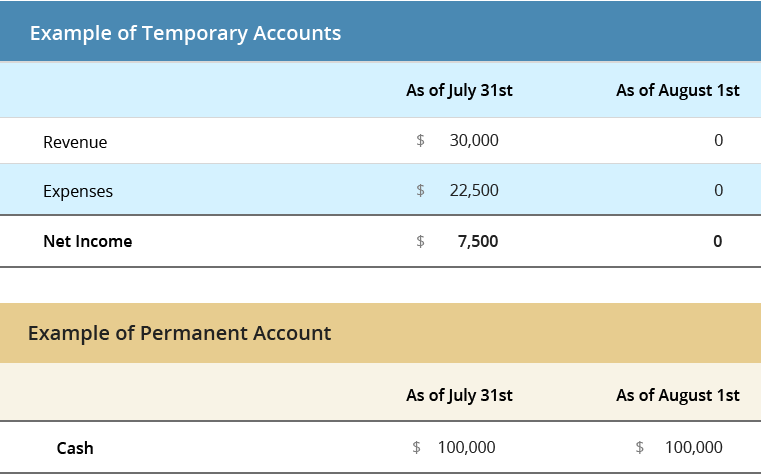 Example of Temporary Accounts
As of July 31st As of August 1st
Revenue $ 30,000 0
Expenses $ 22,500 0
Net Income $ 7,500 0
Example of Permanent Account
As of July 31st As of August 1st
Cash $ 100,000 $ 100,000